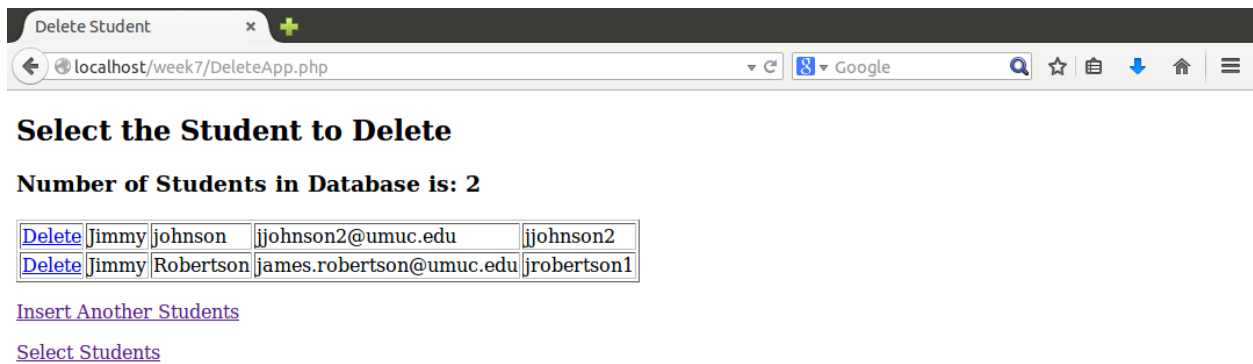 Delete Student
localhost/week7/DeleteApp.php
Google
Select the Student to Delete
Number of Students in Database is: 2
Delete Jimmy johnson jjohnson2@umuc.edu jjohnson2
Delete Jimmy Robertson james.robertson@umuc.edu jrobertson1
Insert Another Students
Select Students